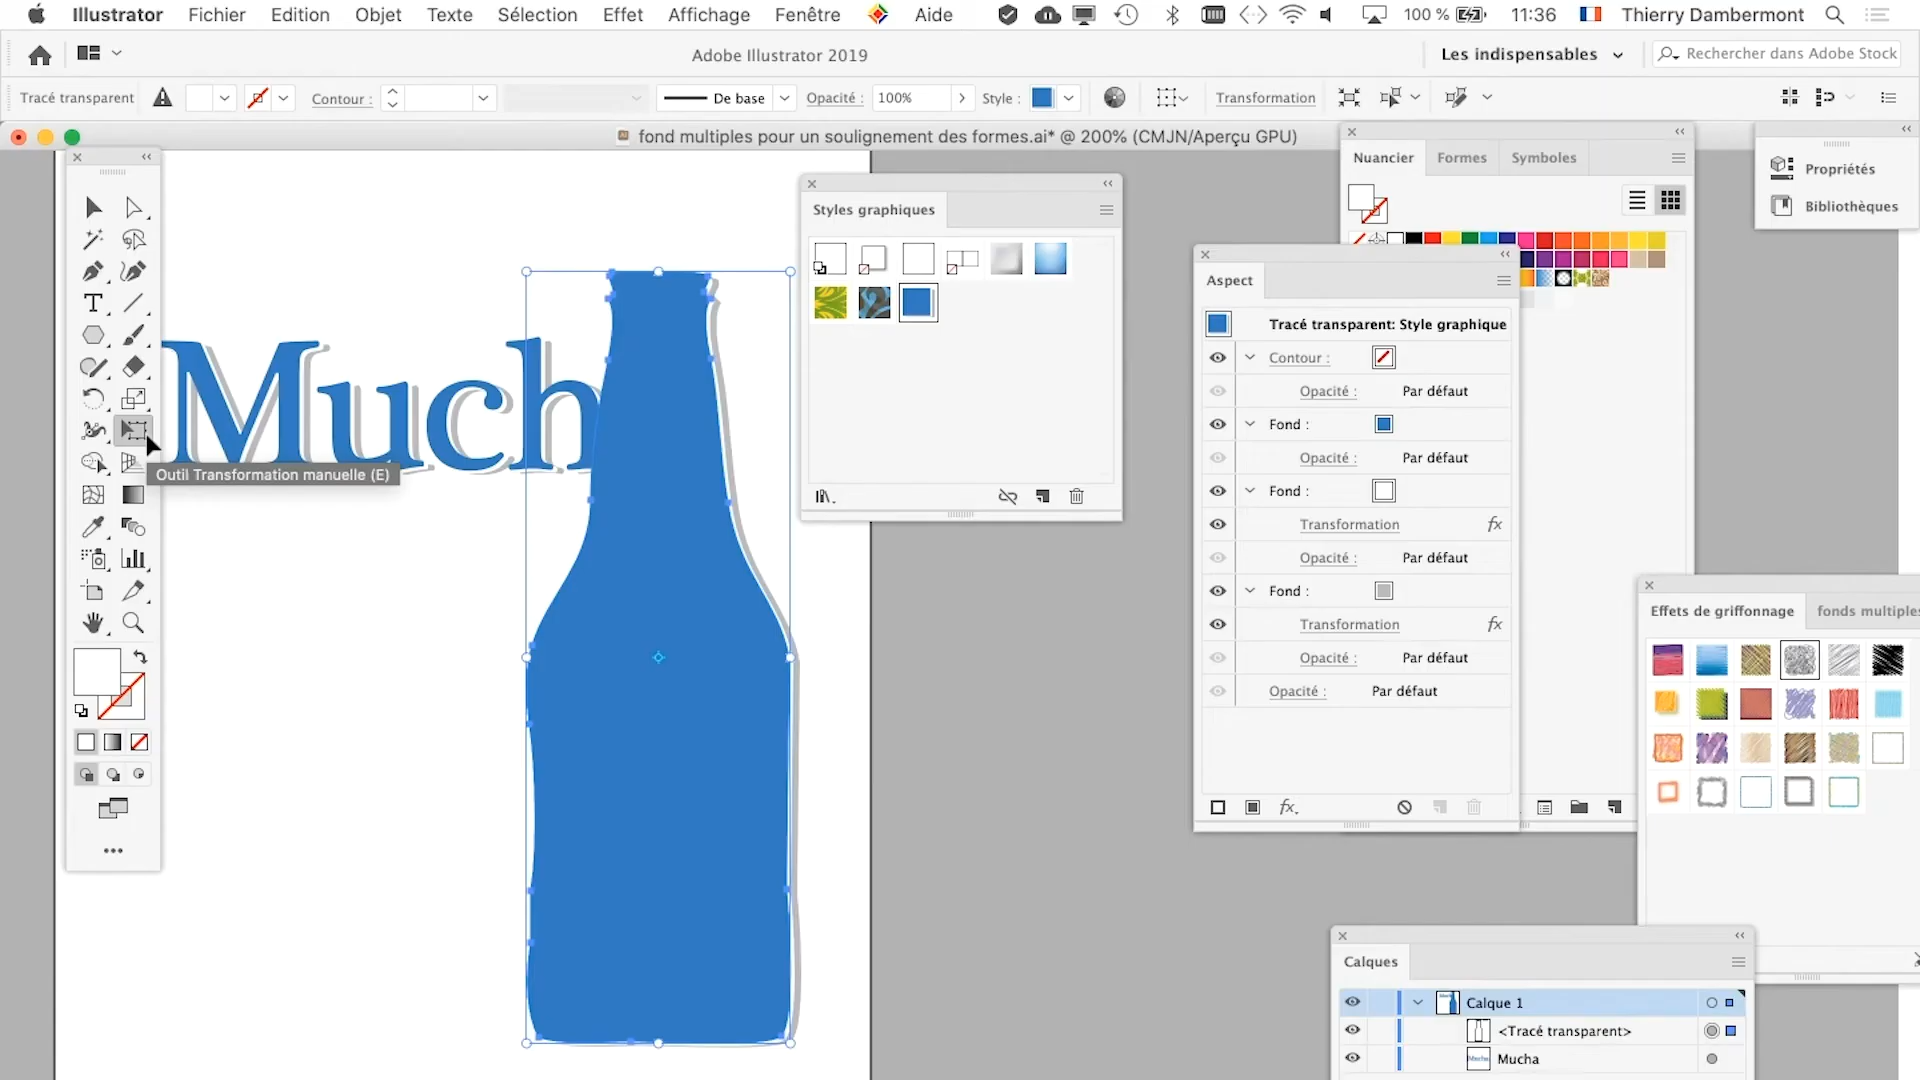 Illustrator Fichier Edition Objet Texte Sélection Effet Affichage Fenêtre Aide 100 % 11:36 Thierry Dambermont
Adobe Illustrator 2019 Les indispensables Rechercher dans Adobe Stock
Tracé transparent Contour : De base Opacité : 100% Style : Transformation
fond multiples pour un soulignement des formes.ai* @ 200% (CMJN/Aperçu GPU)
Nuancier Formes Symboles
Propriétés
Bibliothèques
Styles graphiques
Much
Outil Transformation manuelle (E)
Aspect
Tracé transparent: Style graphique
Contour :
Opacité : Par défaut
Fond :
Opacité : Par défaut
Fond :
Transformation fx
Opacité : Par défaut
Fond :
Transformation fx
Opacité : Par défaut
Opacité : Par défaut
fx.
Effets de griffonnage fonds multiples
Calques
Calque 1
<Tracé transparent>
Mucha